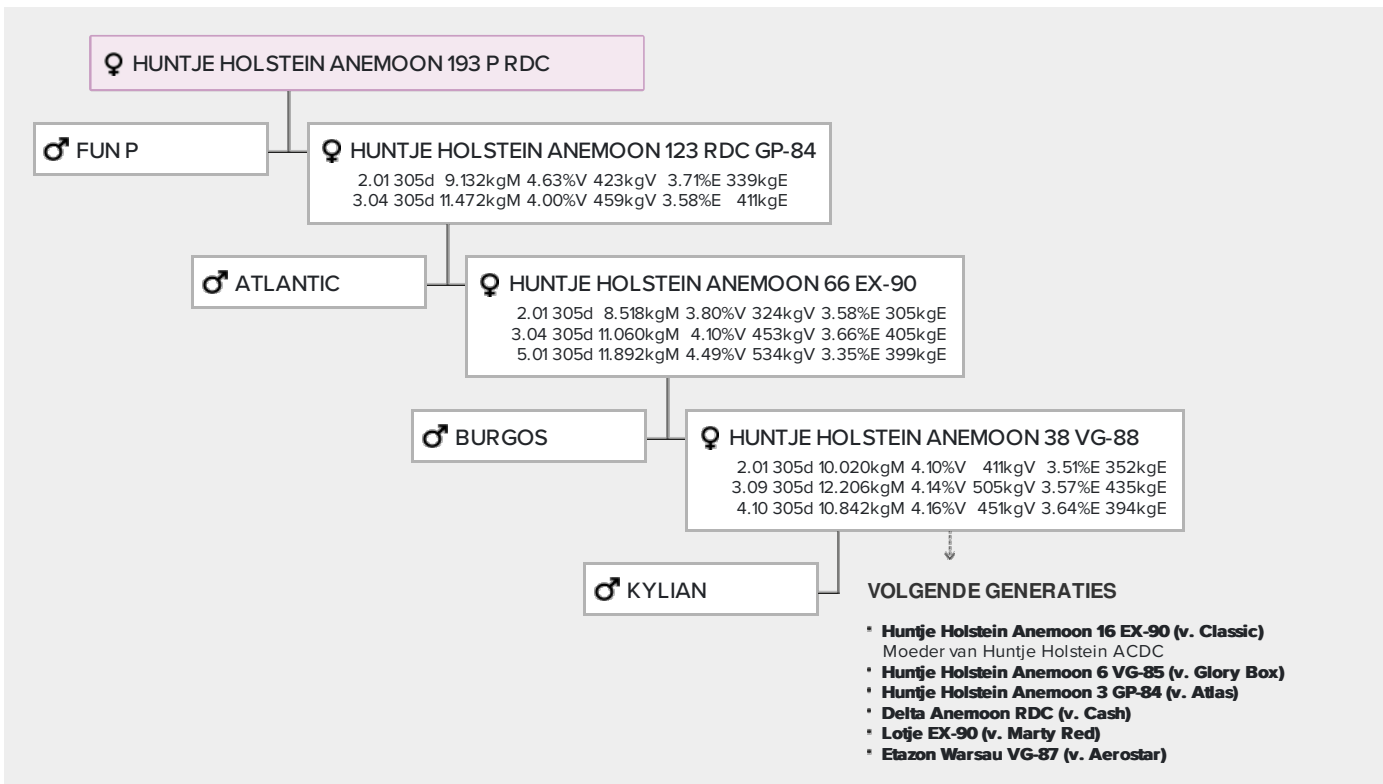 HUNTJE HOLSTEIN ANEMOON 193 P RDC
FUN P
HUNTJE HOLSTEIN ANEMOON 123 RDC GP-84
2.01 305d 9.132kgM 4.63%V 423kgV 3.71%E 339kgE
3.04 305d 11.472kgM 4.00%V 459kgV 3.58%E 411kgE
ATLANTIC
HUNTJE HOLSTEIN ANEMOON 66 EX-90
2.01 305d 8.518kgM 3.80%V 324kgV 3.58%E 305kgE
3.04 305d 11.060kgM 4.10%V 453kgV 3.66%E 405kgE
5.01 305d 11.892kgM 4.49%V 534kgV 3.35%E 399kgE
BURGOS
HUNTJE HOLSTEIN ANEMOON 38 VG-88
2.01 305d 10.020kgM 4.10%V 411kgV 3.51%E 352kgE
3.09 305d 12.206kgM 4.14%V 505kgV 3.57%E 435kgE
4.10 305d 10.842kgM 4.16%V 451kgV 3.64%E 394kgE
KYLIAN
VOLGENDE GENERATIES
Huntje Holstein Anemoon 16 EX-90 (v. Classic)
Moeder van Huntje Holstein ACDC
Huntje Holstein Anemoon 6 VG-85 (v. Glory Box)
Huntje Holstein Anemoon 3 GP-84 (v. Atlas)
Delta Anemoon RDC (v. Cash)
Lotje EX-90 (v. Marty Red)
Etazon Warsau VG-87 (v. Aerostar)